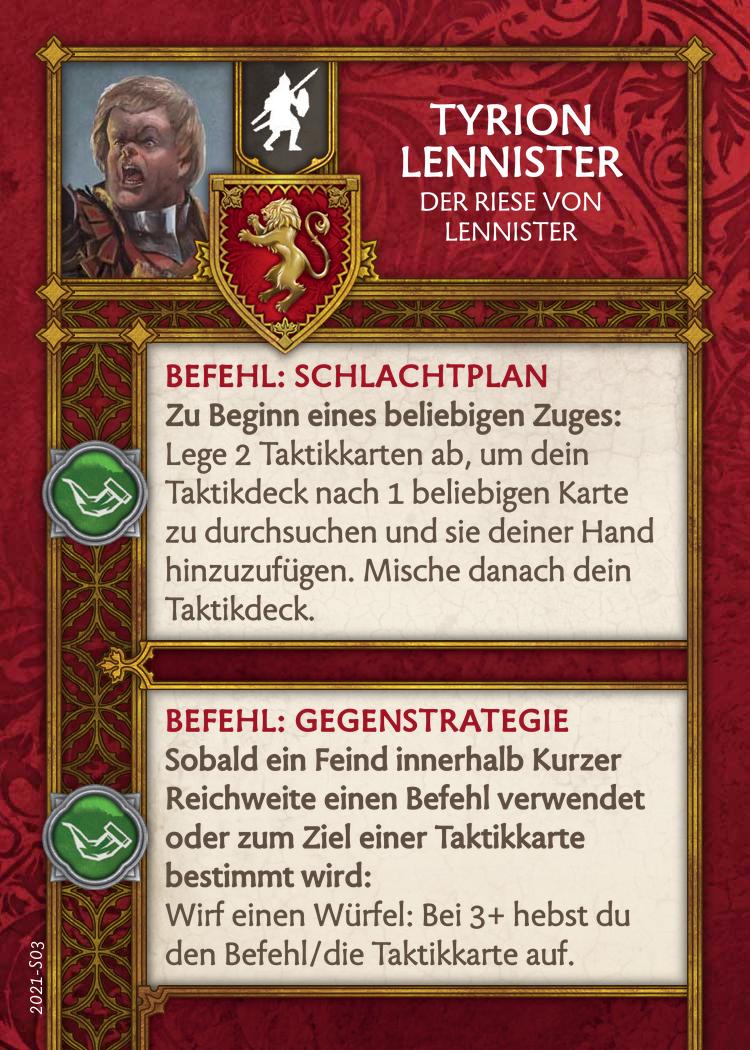 TYRION
LENNISTER
DER RIESE VON
LENNISTER
BEFEHL: SCHLACHTPLAN
Zu Beginn eines beliebigen Zuges:
Lege 2 Taktikkarten ab, um dein
Taktikdeck nach 1 beliebigen Karte
zu durchsuchen und sie deiner Hand
hinzuzufügen. Mische danach dein
Taktikdeck.
BEFEHL: GEGENSTRATEGIE
Sobald ein Feind innerhalb Kurzer
Reichweite einen Befehl verwendet
oder zum Ziel einer Taktikkarte
bestimmt wird:
Wirf einen Würfel: Bei 3+ hebst du
den Befehl/die Taktikkarte auf.
2021-S03